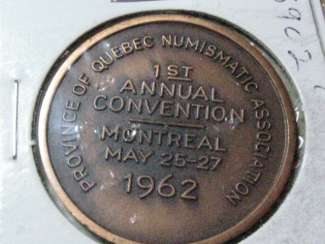 PROVINCE OF QUEBEC NUMISMATIC ASSOCIATION
1ST
ANNUAL
CONVENTION
MONTREAL
MAY 25-27
1962